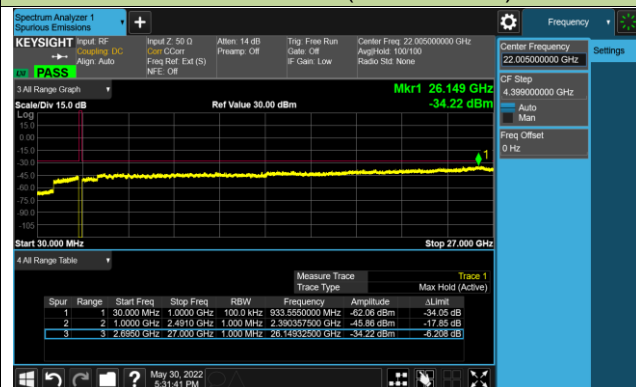 Spectrum Analyzer 1
Spurious Emissions
Frequency
KEYSIGHT
Input: RF
Coupling: DC
Align: Auto
Input Z: 50 Ω
Corr CCorr
Freq Ref: Ext (S)
NFE: Off
Atten: 14 dB
Preamp: Off
Trig: Free Run
Gate: Off
IF Gain: Low
Center Freq: 22.005000000 GHz
Avg|Hold: 100/100
Radio Std: None
PASS
Center Frequency
22.005000000 GHz
Settings
CF Step
4.399000000 GHz
Auto
Man
Freq Offset
0 Hz
3 All Range Graph
Mkr1 26.149 GHz
Scale/Div 15.0 dB
Ref Value 30.00 dBm
-34.22 dBm
Log
15.0
0.00
-15.0
-30.0
-45.0
-60.0
-75.0
-90.0
-105
1
Start 30.000 MHz
Stop 27.000 GHz
4 All Range Table
Measure Trace Trace 1
Trace Type Max Hold (Active)
Spur Range Start Freq Stop Freq RBW Frequency Amplitude ΔLimit
1 1 30.000 MHz 1.0000 GHz 100.0 kHz 933.5550000 MHz -62.06 dBm -34.05 dB
2 2 1.0000 GHz 2.4910 GHz 1.000 MHz 2.390357500 GHz -45.86 dBm -17.85 dB
3 3 2.6950 GHz 27.000 GHz 1.000 MHz 26.14932500 GHz -34.22 dBm -6.208 dB
?
May 30, 2022
5:31:41 PM